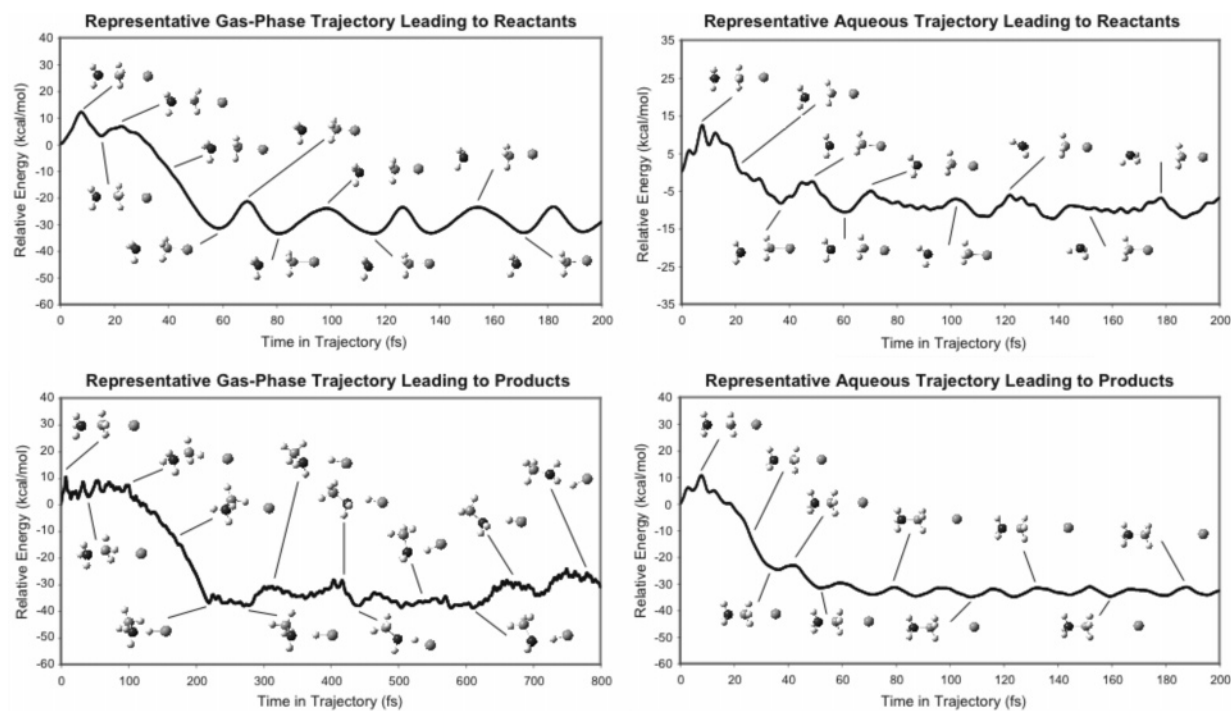 Representative Gas-Phase Trajectory Leading to Reactants
Relative Energy (kcal/mol)
40
30
20
10
0
-10
-20
-30
-40
-50
-60
0 20 40 60 80 100 120 140 160 180 200
Time in Trajectory (fs)
Representative Aqueous Trajectory Leading to Reactants
Relative Energy (kcal/mol)
35
25
15
5
-5
-15
-25
-35
0 20 40 60 80 100 120 140 160 180 200
Time in Trajectory (fs)
Representative Gas-Phase Trajectory Leading to Products
Relative Energy (kcal/mol)
40
30
20
10
0
-10
-20
-30
-40
-50
-60
0 100 200 300 400 500 600 700 800
Time in Trajectory (fs)
Representative Aqueous Trajectory Leading to Products
Relative Energy (kcal/mol)
40
30
20
10
0
-10
-20
-30
-40
-50
-60
0 20 40 60 80 100 120 140 160 180 200
Time in Trajectory (fs)